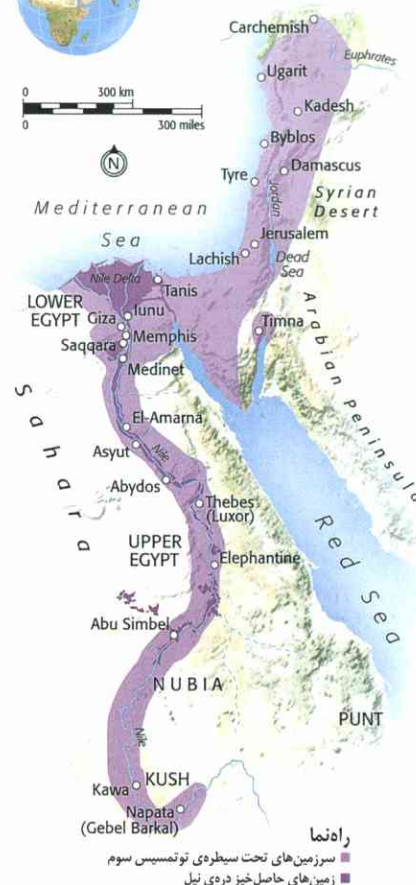 Carchemish
Euphrates
Ugarit
0 300 km
0 300 miles
Kadesh
N
Byblos
Damascus
Tyre
Jordan
Syrian
Desert
Mediterranean
Sea
Jerusalem
Lachish
Dead
Sea
Nile Delta
Tanis
LOWER
EGYPT
Iunu
Giza
Memphis
Saqqara
Medinet
Timna
Arabian Peninsula
Sahara
El-Amarna
Asyut
Nile
Abydos
Thebes
(Luxor)
Red Sea
UPPER
EGYPT
Elephantine
Abu Simbel
NUBIA
PUNT
Nile
KUSH
Kawa
Napata
(Gebel Barkal)
راه‌نما
سرزمین‌های تحت سیطره‌ی توتمسیس سوم
زمین‌های حاصل‌خیز دره‌ی نیل